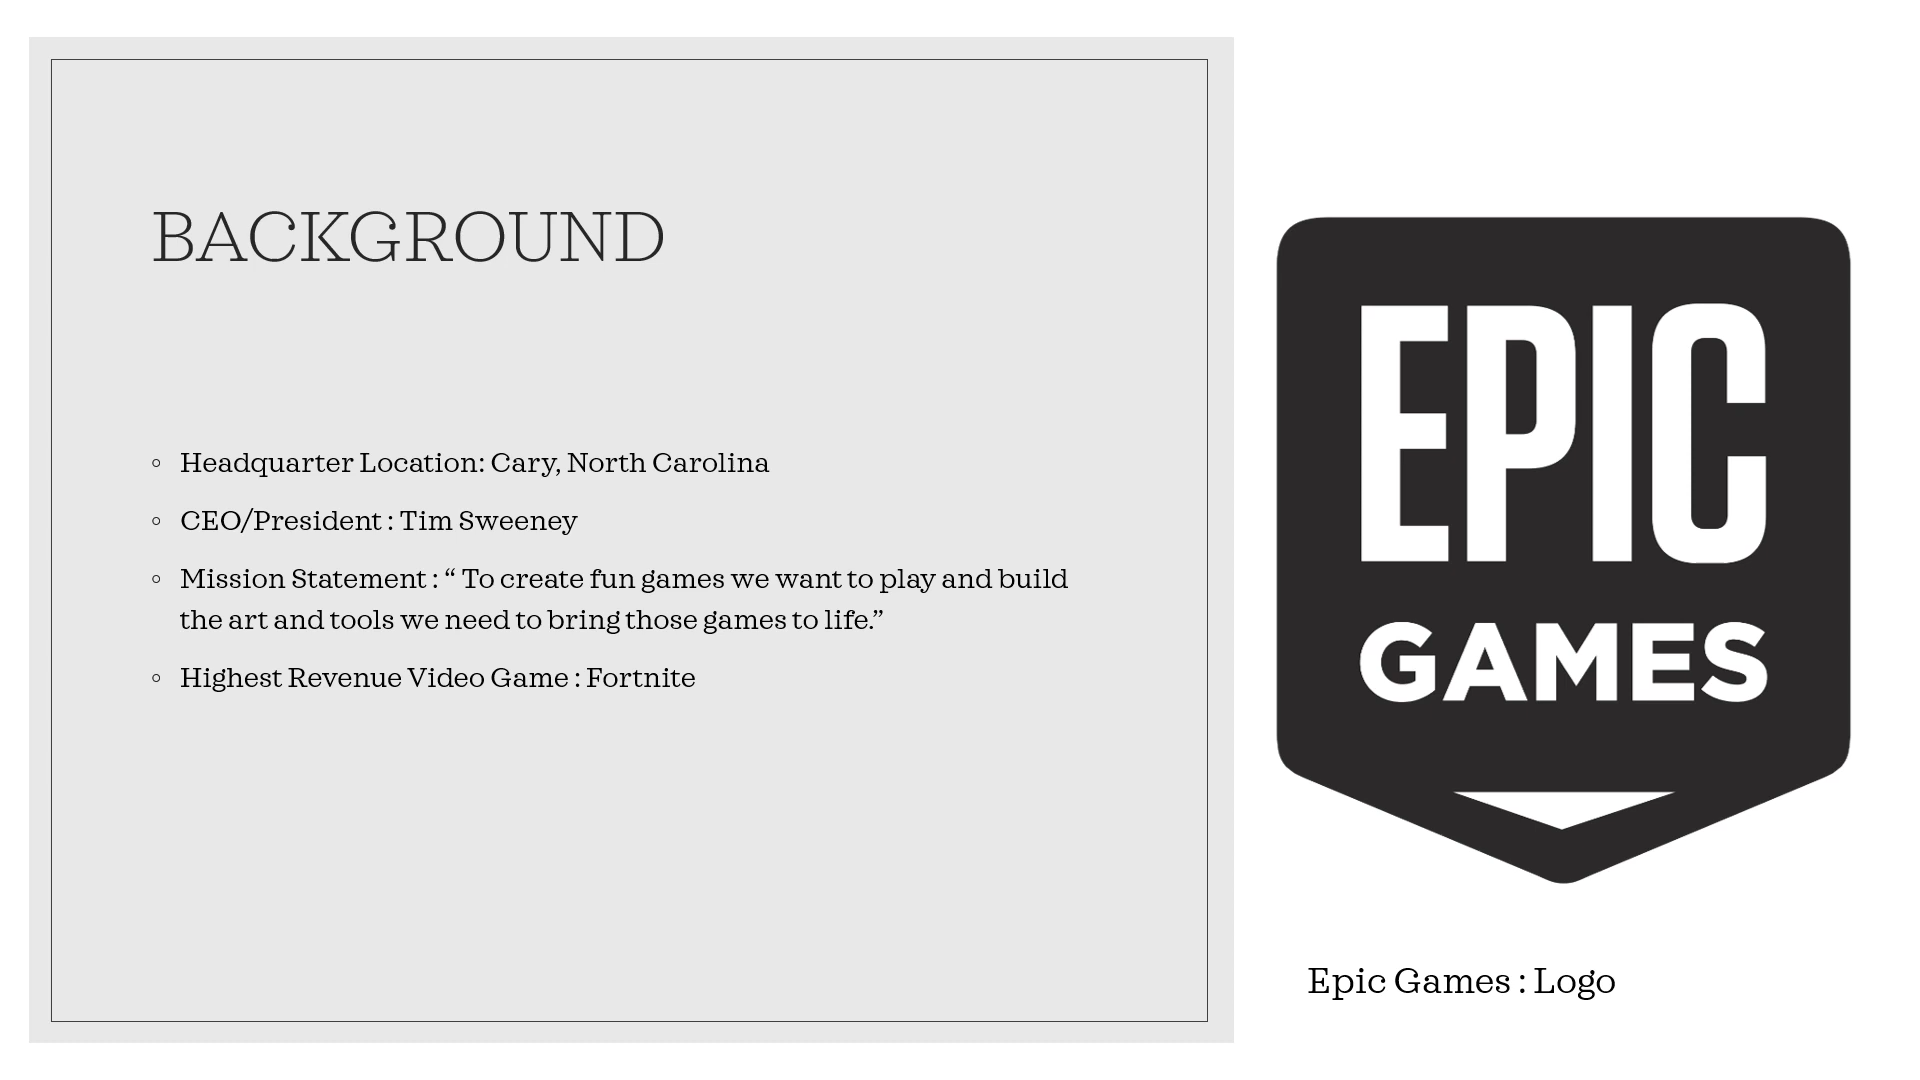 BACKGROUND
◦ Headquarter Location: Cary, North Carolina
◦ CEO/President : Tim Sweeney
◦ Mission Statement : “ To create fun games we want to play and build
the art and tools we need to bring those games to life.”
◦ Highest Revenue Video Game : Fortnite
EPIC
GAMES
Epic Games : Logo